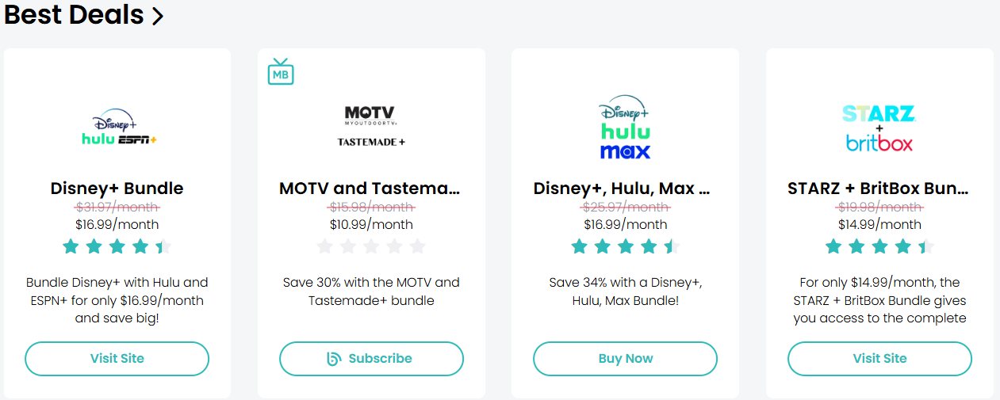 Best Deals >
Disney+
hulu ESPN+
Disney+ Bundle
$31.97/month
$16.99/month
Bundle Disney+ with Hulu and
ESPN+ for only $16.99/month
and save big!
Visit Site
MB
MOTV
MYOUTDOORTV
TASTEMADE +
MOTV and Tastema...
$15.98/month
$10.99/month
Save 30% with the MOTV and
Tastemade+ bundle
Subscribe
Disney+
hulu
max
Disney+, Hulu, Max ...
$25.97/month
$16.99/month
Save 34% with a Disney+,
Hulu, Max Bundle!
Buy Now
STARZ
+
britbox
STARZ + BritBox Bun...
$19.98/month
$14.99/month
For only $14.99/month, the
STARZ + BritBox Bundle gives
you access to the complete
Visit Site